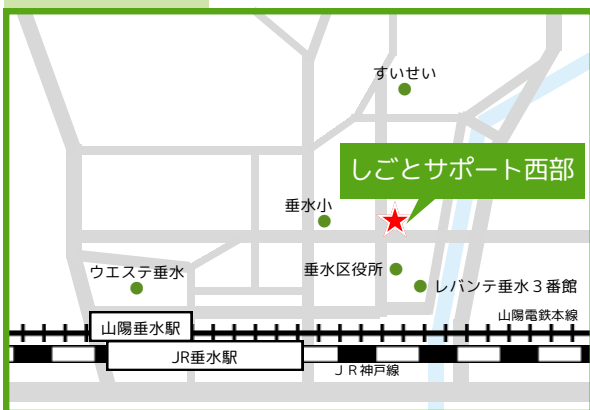 すいせい
しごとサポート西部
垂水小
ウエステ垂水
垂水区役所
レバンテ垂水３番館
山陽電鉄本線
山陽垂水駅
JR垂水駅
ＪＲ神戸線